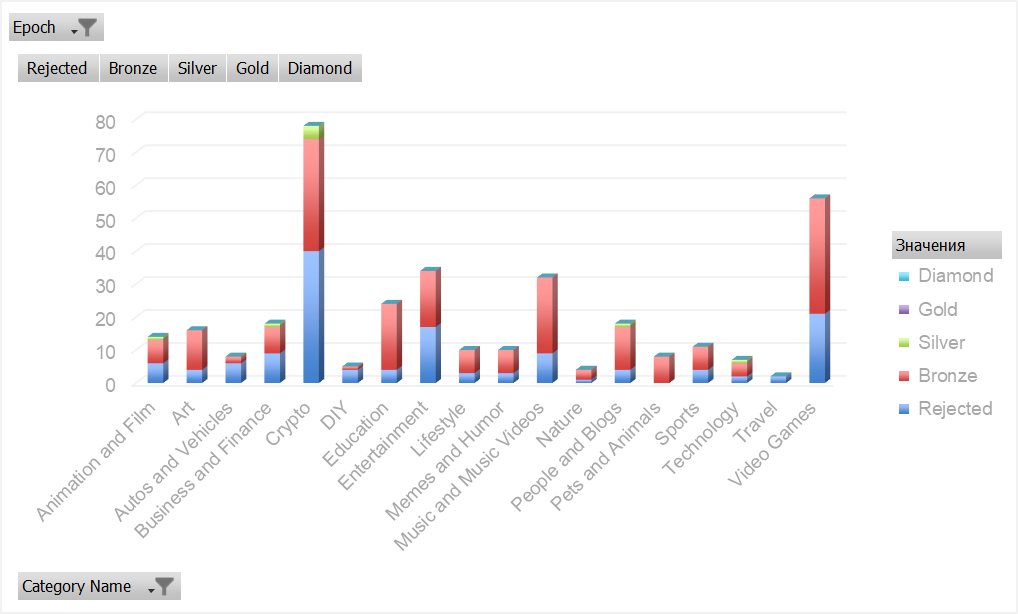 Epoch
Rejected Bronze Silver Gold Diamond
80
70
60
50
40
30
20
10
0
Animation and Film
Art
Autos and Vehicles
Business and Finance
Crypto
DIY
Education
Entertainment
Lifestyle
Memes and Humor
Music and Music Videos
Nature
People and Blogs
Pets and Animals
Sports
Technology
Travel
Video Games
Значения
Diamond
Gold
Silver
Bronze
Rejected
Category Name